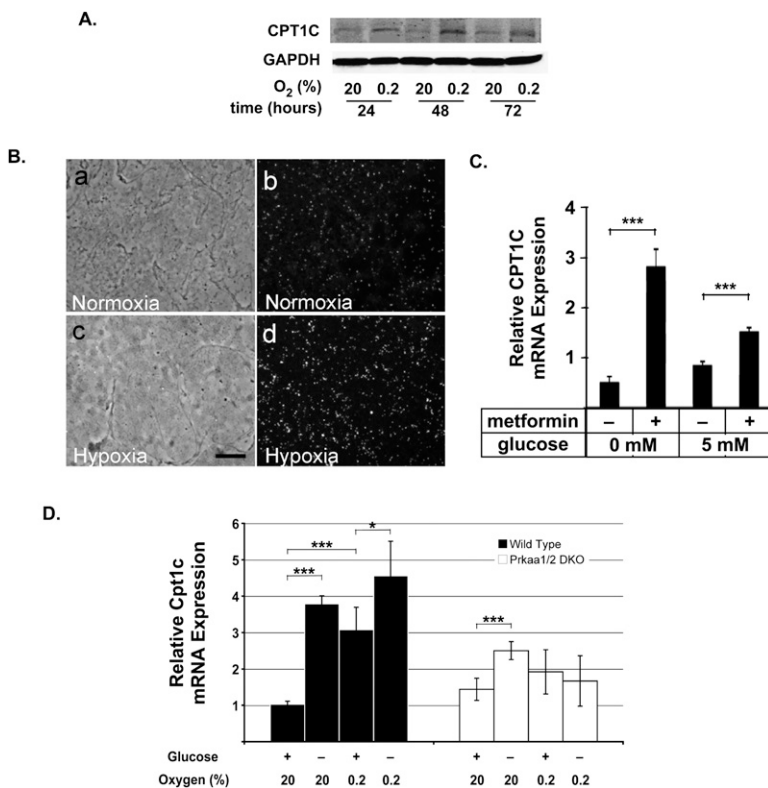 A.
CPT1C
GAPDH
O2 (%) 20 0.2 20 0.2 20 0.2
time (hours) 24 48 72
B.
a
Normoxia
b
Normoxia
c
Hypoxia
d
Hypoxia
C.
Relative CPT1C
mRNA Expression
4
3
2
1
***
***
metformin – + – +
glucose 0 mM 5 mM
D.
Relative Cpt1c
mRNA Expression
6
5
4
3
2
1
***
***
*
***
Wild Type
Prkaa1/2 DKO
Glucose + – + – + – + –
Oxygen (%) 20 20 0.2 0.2 20 20 0.2 0.2